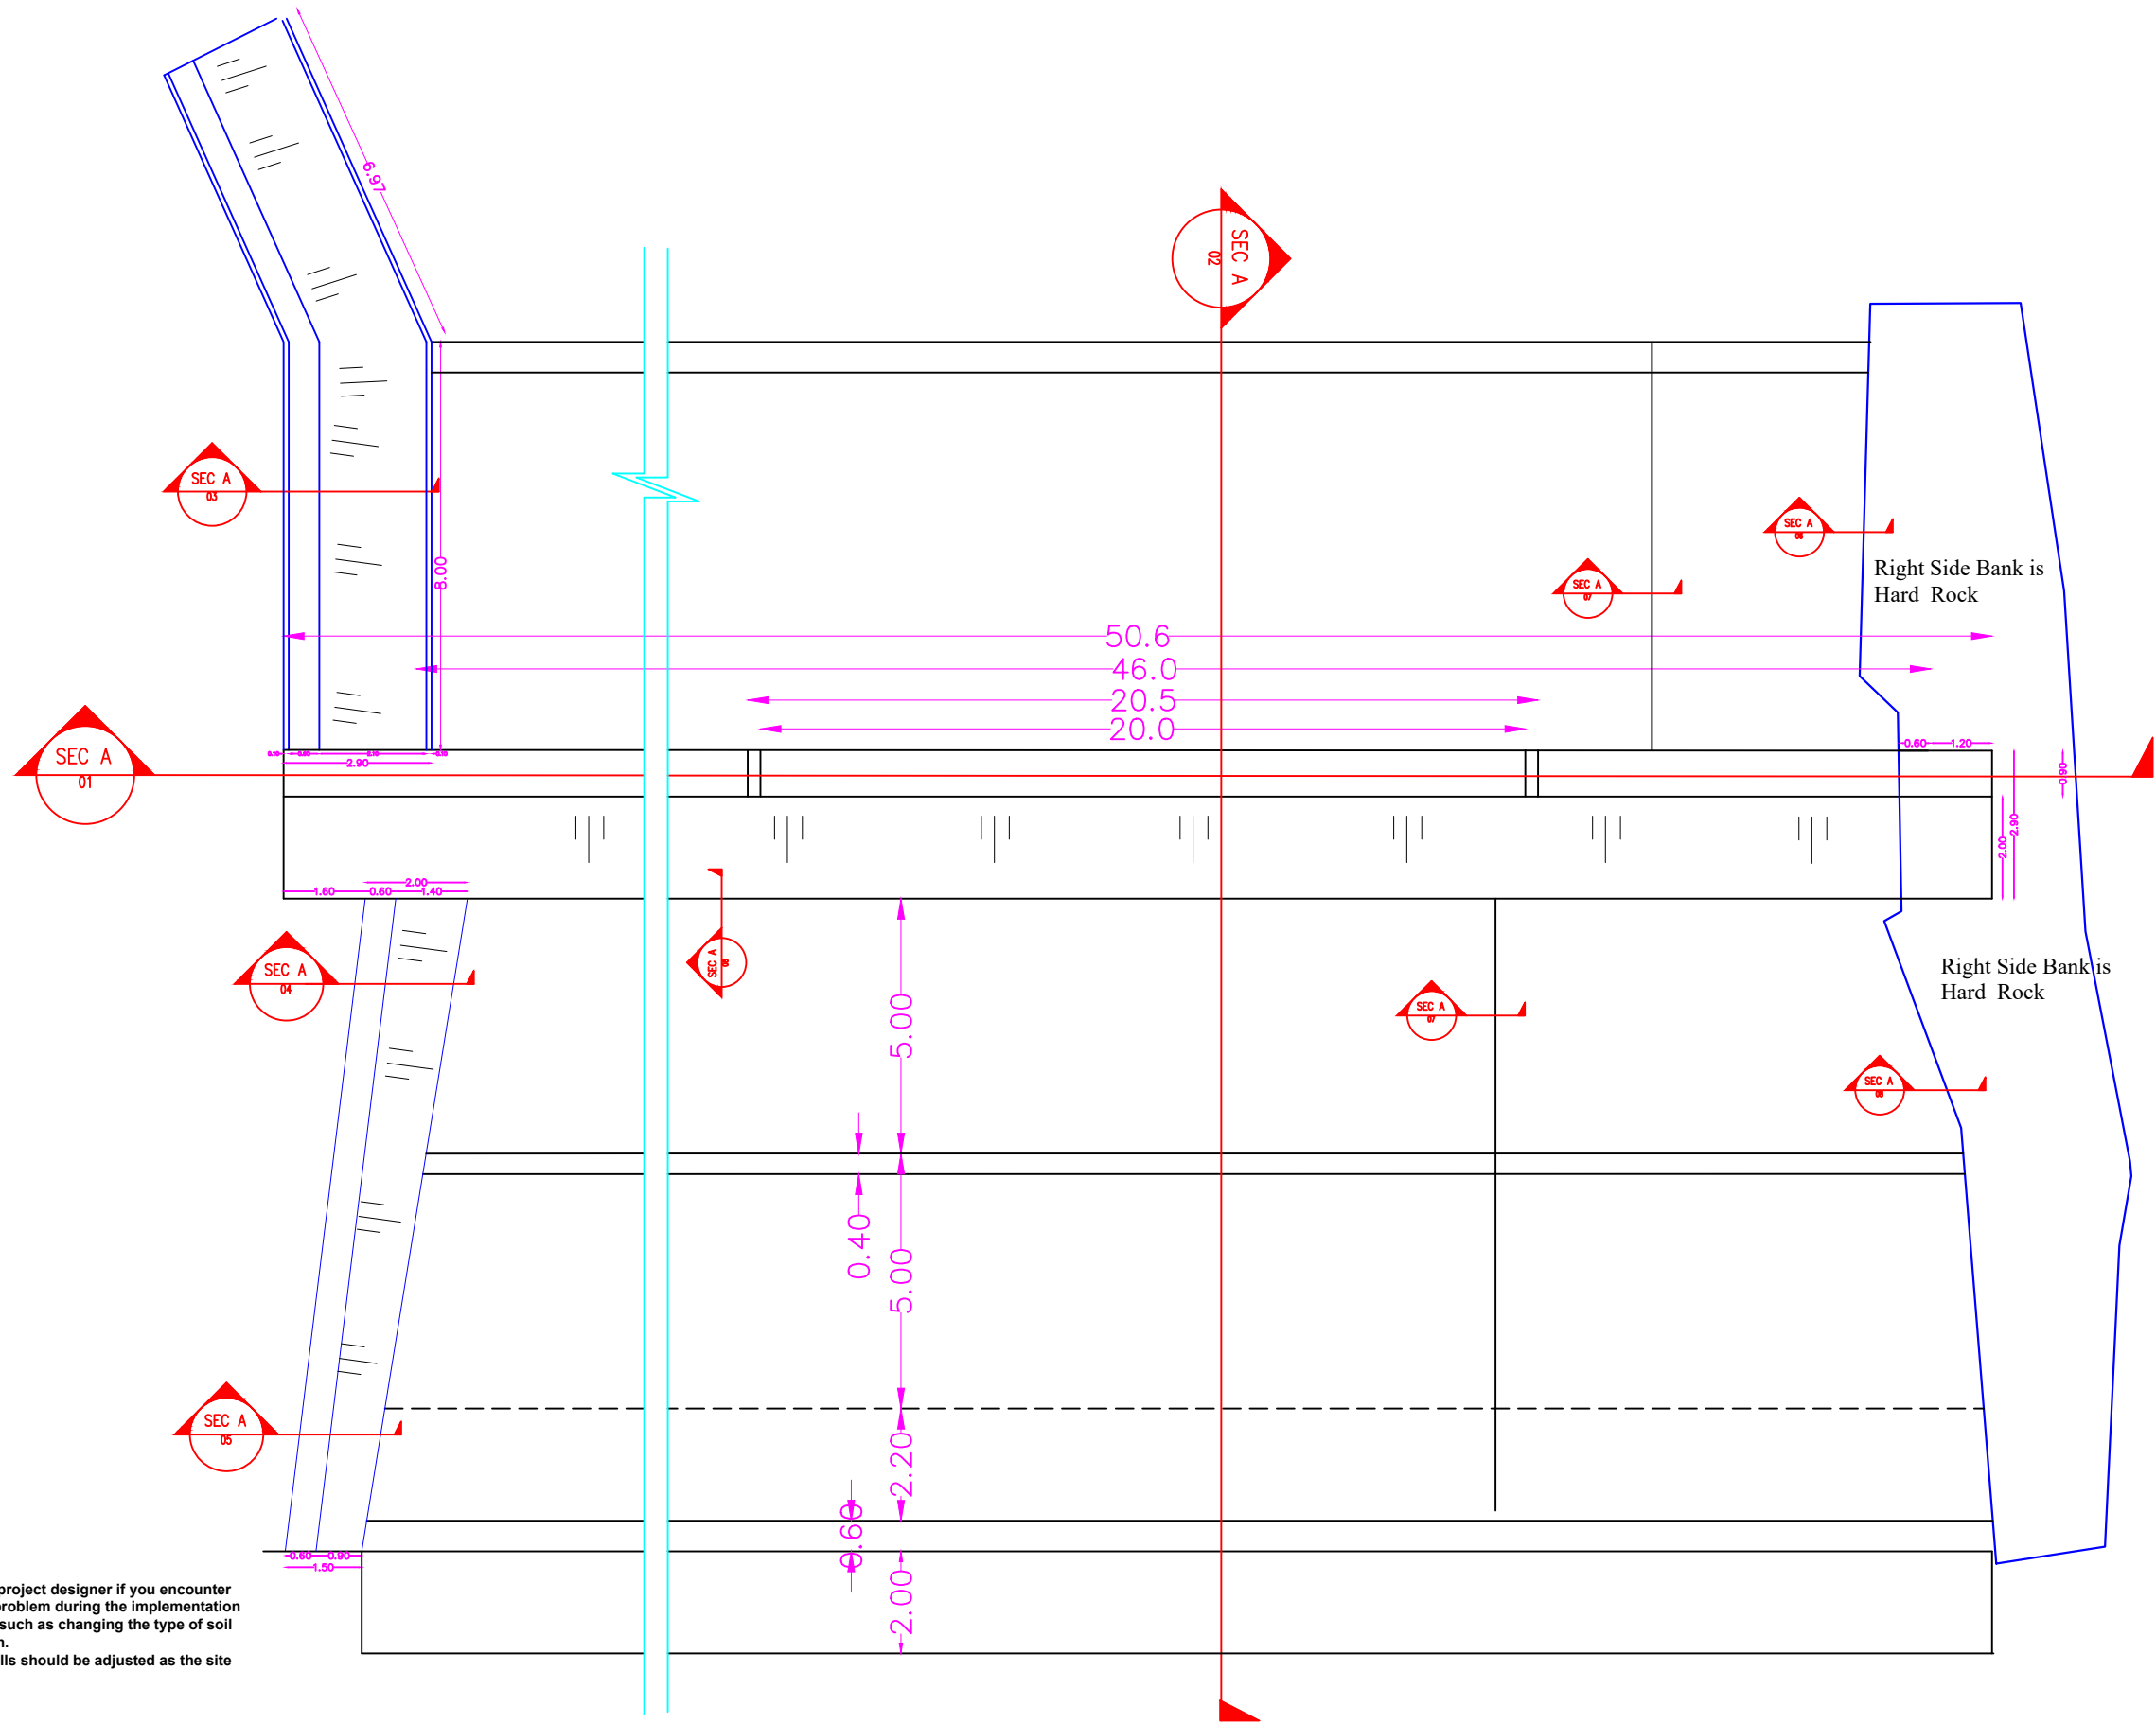 6.97
SEC A
02
SEC A
03
8.00
SEC A
08
Right Side Bank is
Hard Rock
SEC A
07
50.6
46.0
20.5
20.0
SEC A
01
2.90
0.60 1.20
0.90
2.90
2.00
2.00
1.60 0.60 1.40
SEC A
04
SEC A
Right Side Bank is
Hard Rock
5.00
SEC A
07
SEC A
08
0.40
5.00
SEC A
05
2.20
0.60
0.60 0.90
1.50
2.00
project designer if you encounter
problem during the implementation
such as changing the type of soil
lls should be adjusted as the site